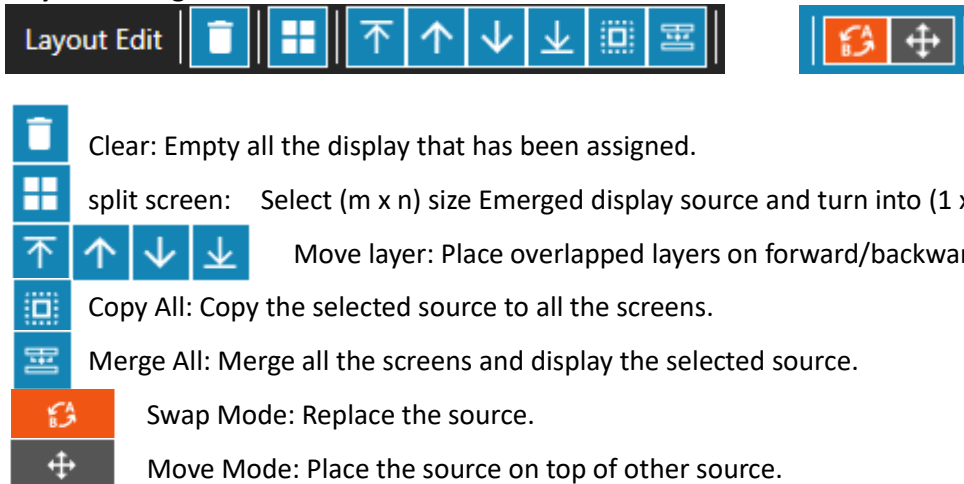 Layout Edit
A
B
Clear: Empty all the display that has been assigned.
split screen: Select (m x n) size Emerged display source and turn into (1 x
Move layer: Place overlapped layers on forward/backwar
Copy All: Copy the selected source to all the screens.
Merge All: Merge all the screens and display the selected source.
A
B
Swap Mode: Replace the source.
Move Mode: Place the source on top of other source.